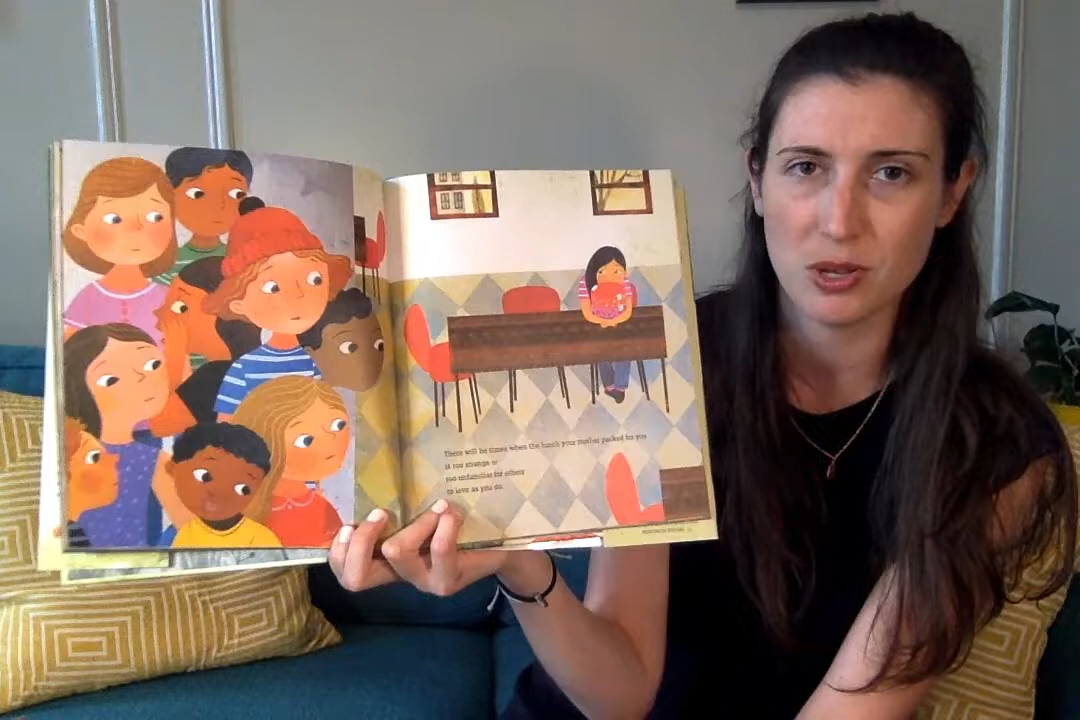 There will be times when the lunch your mother packed for you
is too strange or
too unfamiliar for others
to love as you do.